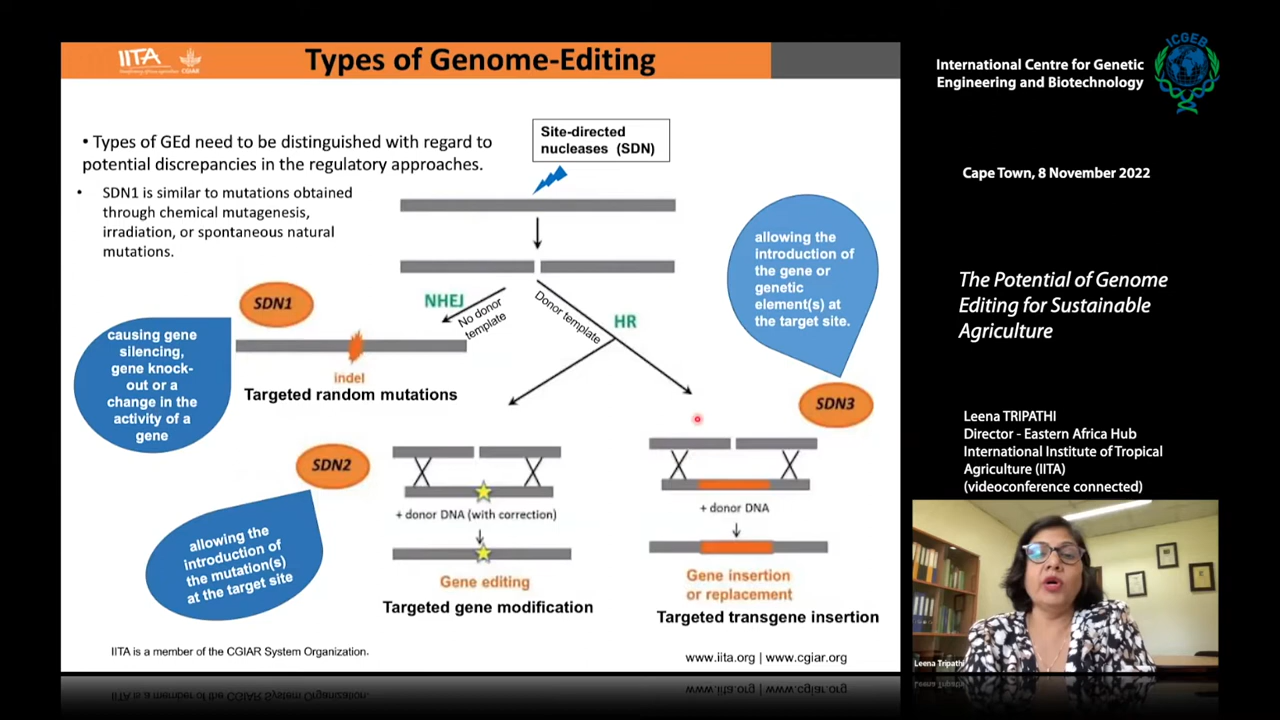 IITA
CGIAR
Types of Genome-Editing
• Types of GEd need to be distinguished with regard to
potential discrepancies in the regulatory approaches.
• SDN1 is similar to mutations obtained
through chemical mutagenesis,
irradiation, or spontaneous natural
mutations.
Site-directed
nucleases (SDN)
NHEJ
No donor
template
Donor template
HR
SDN1
causing gene
silencing,
gene knock-
out or a
change in the
activity of a
gene
indel
Targeted random mutations
allowing the
introduction of
the gene or
genetic
element(s) at
the target site.
SDN3
SDN2
allowing the
introduction of
the mutation(s)
at the target site
+ donor DNA (with correction)
Gene editing
Targeted gene modification
+ donor DNA
Gene insertion
or replacement
Targeted transgene insertion
IITA is a member of the CGIAR System Organization.
www.iita.org | www.cgiar.org
International Centre for Genetic
Engineering and Biotechnology
ICGEB
Cape Town, 8 November 2022
The Potential of Genome
Editing for Sustainable
Agriculture
Leena TRIPATHI
Director - Eastern Africa Hub
International Institute of Tropical
Agriculture (IITA)
(videoconference connected)
Leena Tripathi